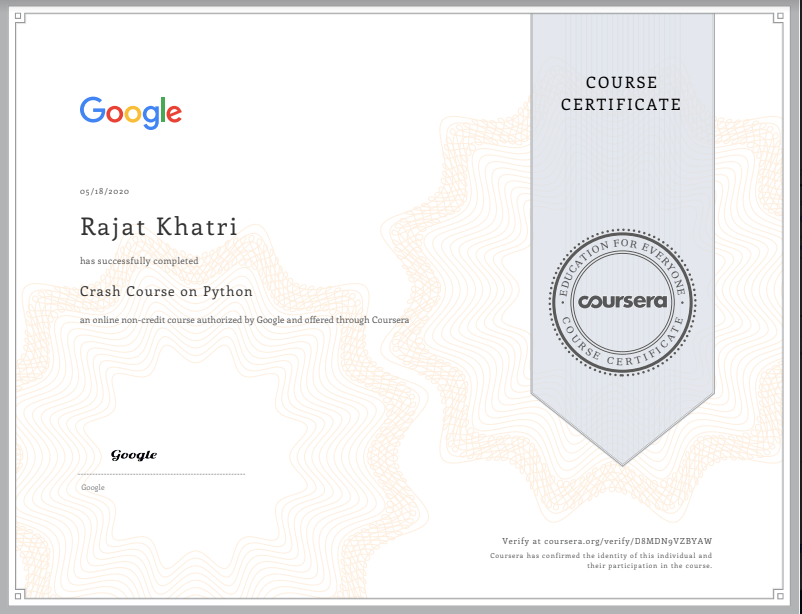 Google
COURSE
CERTIFICATE
05/18/2020
Rajat Khatri
has successfully completed
Crash Course on Python
an online non-credit course authorized by Google and offered through Coursera
EDUCATION FOR EVERYONE
coursera
COURSE CERTIFICATE
Google
Google
Verify at coursera.org/verify/D8MDN9VZBYAW
Coursera has confirmed the identity of this individual and
their participation in the course.